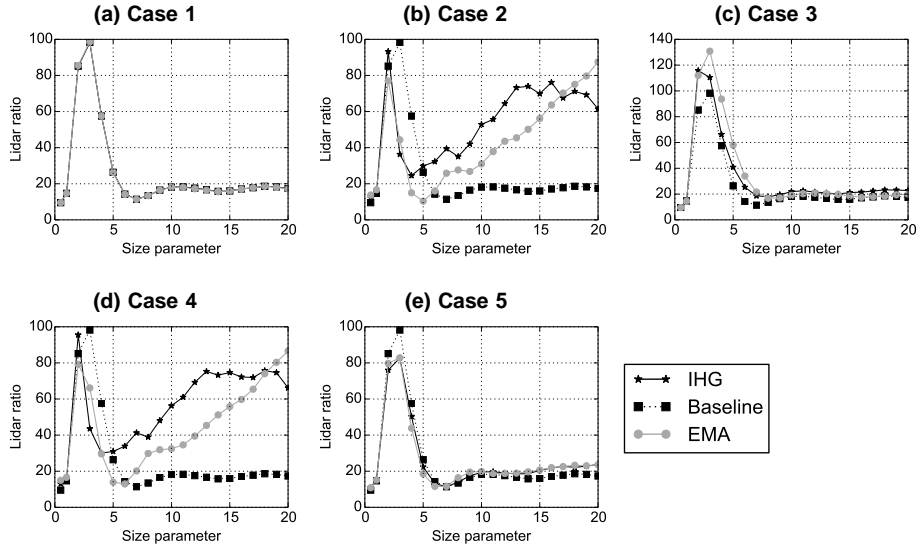 (a) Case 1
(b) Case 2
(c) Case 3
100
80
60
40
20
0
Lidar ratio
0 5 10 15 20
Size parameter
100
80
60
40
20
0
Lidar ratio
0 5 10 15 20
Size parameter
140
120
100
80
60
40
20
0
Lidar ratio
0 5 10 15 20
Size parameter
(d) Case 4
(e) Case 5
100
80
60
40
20
0
Lidar ratio
0 5 10 15 20
Size parameter
100
80
60
40
20
0
Lidar ratio
0 5 10 15 20
Size parameter
IHG
Baseline
EMA